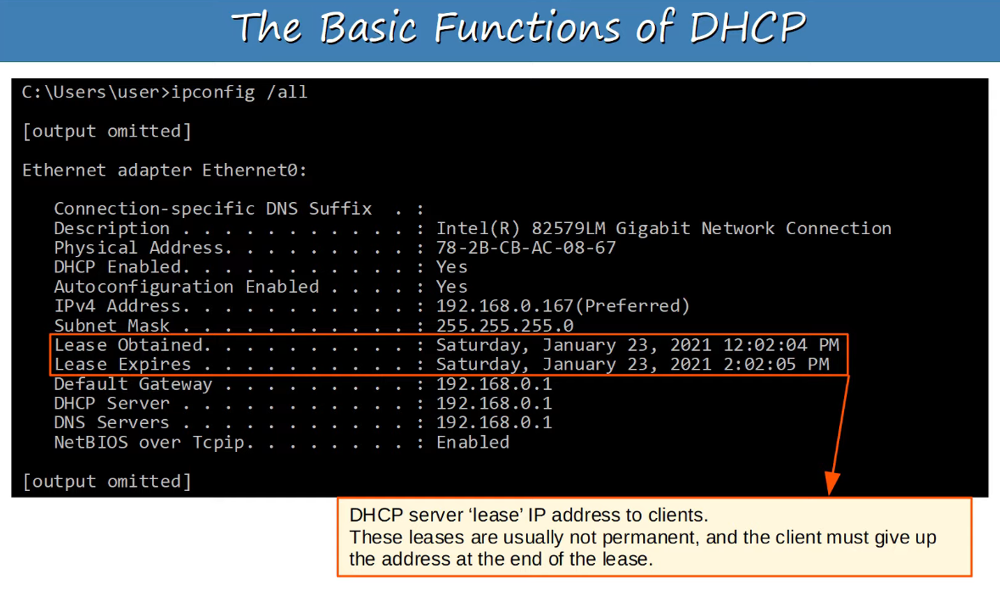 The Basic Functions of DHCP
C:\Users\user>ipconfig /all
[output omitted]
Ethernet adapter Ethernet0:
Connection-specific DNS Suffix  . :
Description . . . . . . . . . . . : Intel(R) 82579LM Gigabit Network Connection
Physical Address. . . . . . . . . : 78-2B-CB-AC-08-67
DHCP Enabled. . . . . . . . . . . : Yes
Autoconfiguration Enabled . . . . : Yes
IPv4 Address. . . . . . . . . . . : 192.168.0.167(Preferred)
Subnet Mask . . . . . . . . . . . : 255.255.255.0
Lease Obtained. . . . . . . . . . : Saturday, January 23, 2021 12:02:04 PM
Lease Expires . . . . . . . . . . : Saturday, January 23, 2021 2:02:05 PM
Default Gateway . . . . . . . . . : 192.168.0.1
DHCP Server . . . . . . . . . . . : 192.168.0.1
DNS Servers . . . . . . . . . . . : 192.168.0.1
NetBIOS over Tcpip. . . . . . . . : Enabled
[output omitted]
DHCP server ‘lease’ IP address to clients.
These leases are usually not permanent, and the client must give up
the address at the end of the lease.